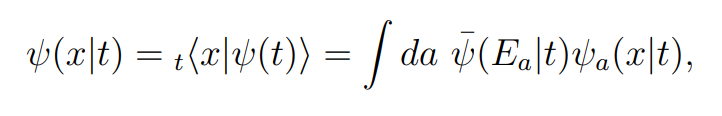 ψ(x|t) = ₜ⟨x|ψ(t)⟩ = ∫ da ψ̄(Eₐ|t)ψₐ(x|t),